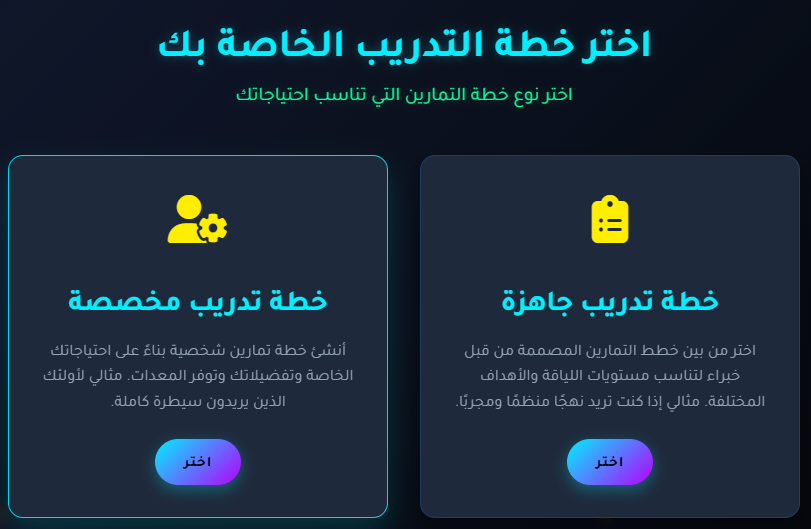 اختر خطة التدريب الخاصة بك
اختر نوع خطة التمارين التي تناسب احتياجاتك
خطة تدريب جاهزة
اختر من بين خطط التمارين المصممة من قبل
خبراء لتناسب مستويات اللياقة والأهداف
المختلفة. مثالي إذا كنت تريد نهجًا منظمًا ومجربًا.
اختر
خطة تدريب مخصصة
أنشئ خطة تمارين شخصية بناءً على احتياجاتك
الخاصة وتفضيلاتك وتوفر المعدات. مثالي لأولئك
الذين يريدون سيطرة كاملة.
اختر